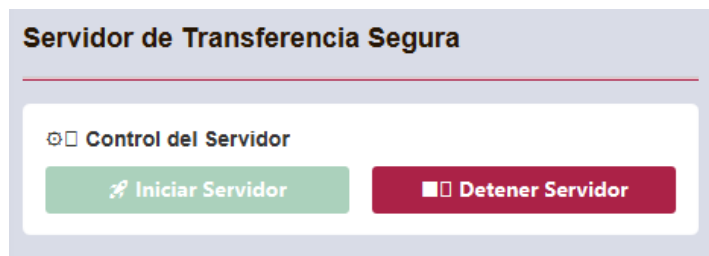 Servidor de Transferencia Segura
⚙□ Control del Servidor
🚀 Iniciar Servidor
■□ Detener Servidor